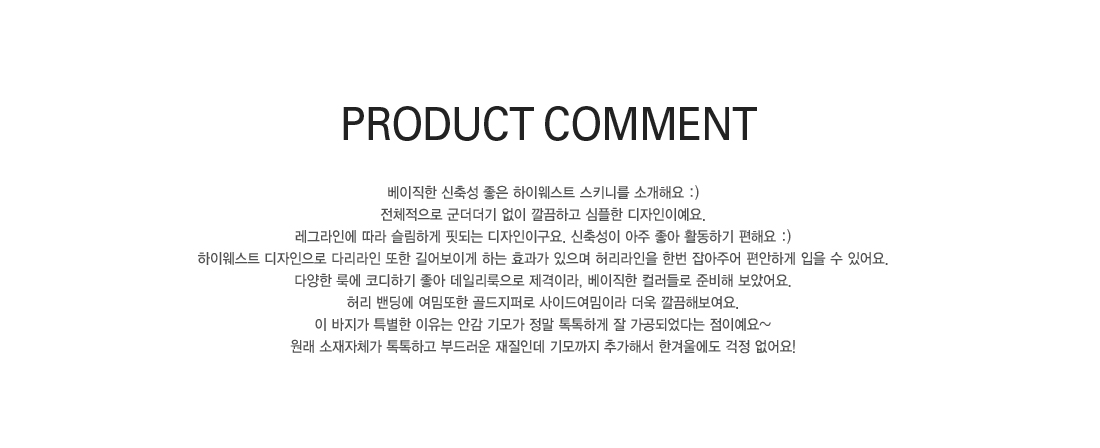 PRODUCT COMMENT
베이직한 신축성 좋은 하이웨스트 스키니를 소개해요 :)
전체적으로 군더더기 없이 깔끔하고 심플한 디자인이예요.
레그라인에 따라 슬림하게 핏되는 디자인이구요. 신축성이 아주 좋아 활동하기 편해요 :)
하이웨스트 디자인으로 다리라인 또한 길어보이게 하는 효과가 있으며 허리라인을 한번 잡아주어 편안하게 입을 수 있어요.
다양한 룩에 코디하기 좋아 데일리룩으로 제격이라, 베이직한 컬러들로 준비해 보았어요.
허리 밴딩에 여밈또한 골드지퍼로 사이드여밈이라 더욱 깔끔해보여요.
이 바지가 특별한 이유는 안감 기모가 정말 톡톡하게 잘 가공되었다는 점이예요~
원래 소재자체가 톡톡하고 부드러운 재질인데 기모까지 추가해서 한겨울에도 걱정 없어요!